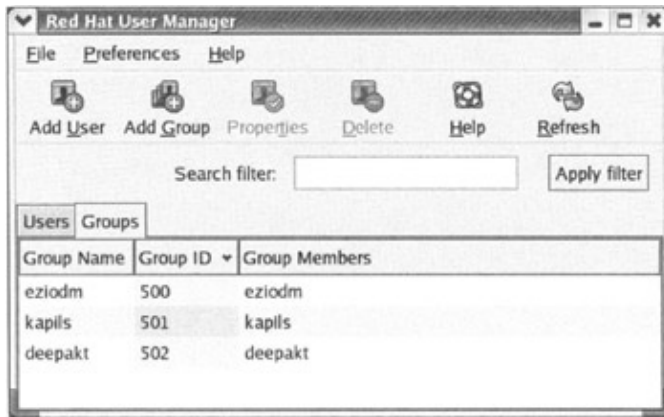 Red Hat User Manager
File Preferences Help
Add User Add Group Properties Delete Help Refresh
Search filter: Apply filter
Users Groups
Group Name Group ID Group Members
eziodm 500 eziodm
kapils 501 kapils
deepakt 502 deepakt